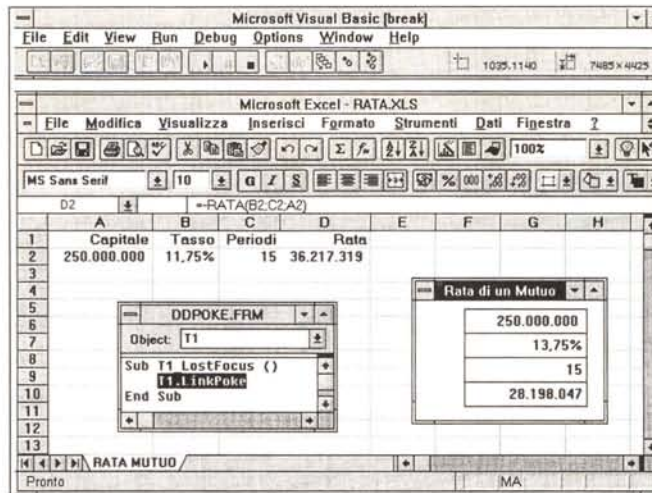 Microsoft Visual Basic [break]
File Edit View Run Debug Options Window Help
1035,1140 7485 × 4425
Microsoft Excel - RATA.XLS
File Modifica Visualizza Inserisci Formato Strumenti Dati Finestra ?
100%
MS Sans Serif 10 G I S % 000
D2 =-RATA(B2;C2;A2)
A B C D E F G H
1 Capitale Tasso Periodi Rata
2 250.000.000 11,75% 15 36.217.319
3
4
5
6
7
8
9
10
11
12
13
DDPOKE.FRM
Object: T1
Sub T1_LostFocus ()
T1.LinkPoke
End Sub
Rata di un Mutuo
250.000.000
13,75%
15
28.198.047
RATA MUTUO
Pronto MA